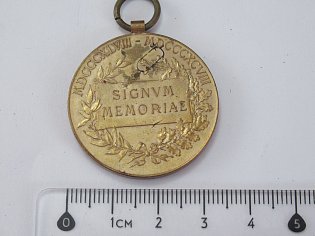 MDCCCXLVIII - MDCCCXCVIII
SIGNVM
MEMORIAE
0 1CM 2 3 4 5